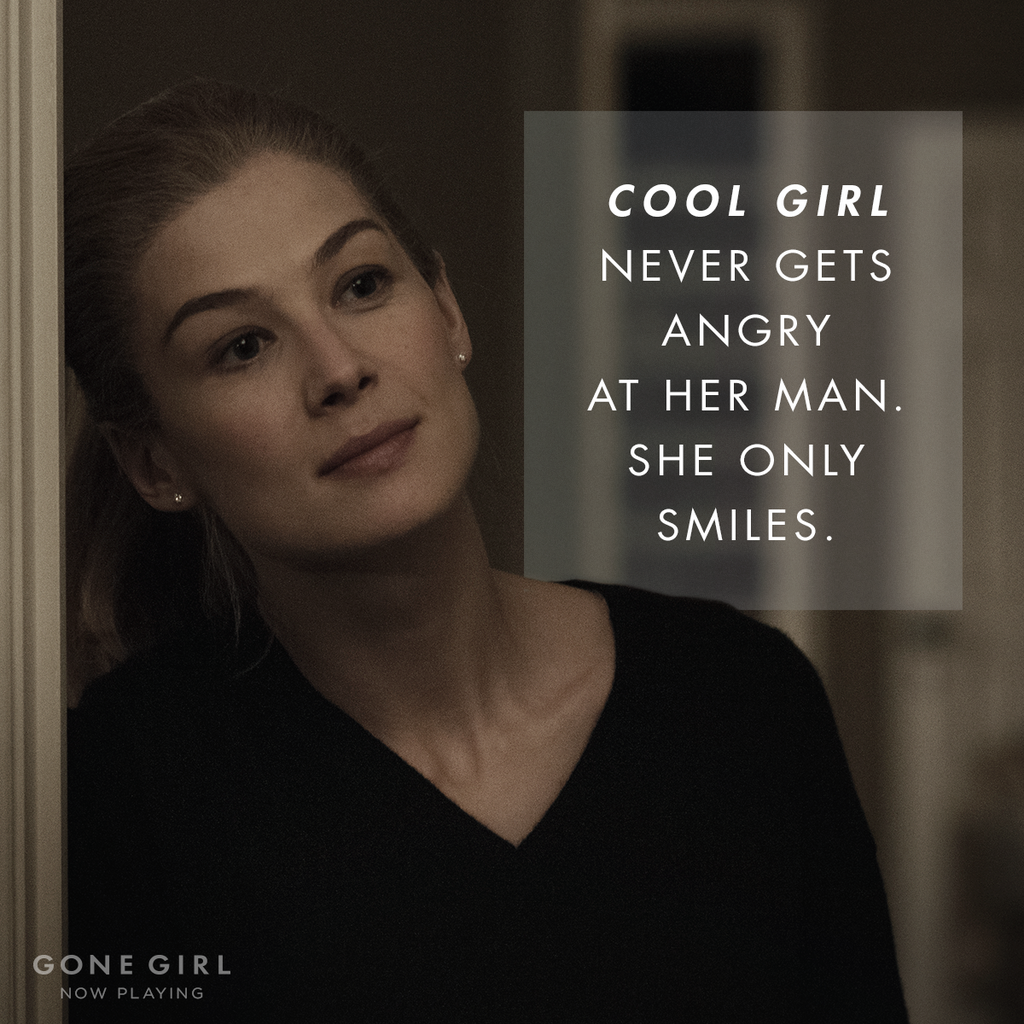 COOL GIRL
NEVER GETS
ANGRY
AT HER MAN.
SHE ONLY
SMILES.
GONE GIRL
NOW PLAYING